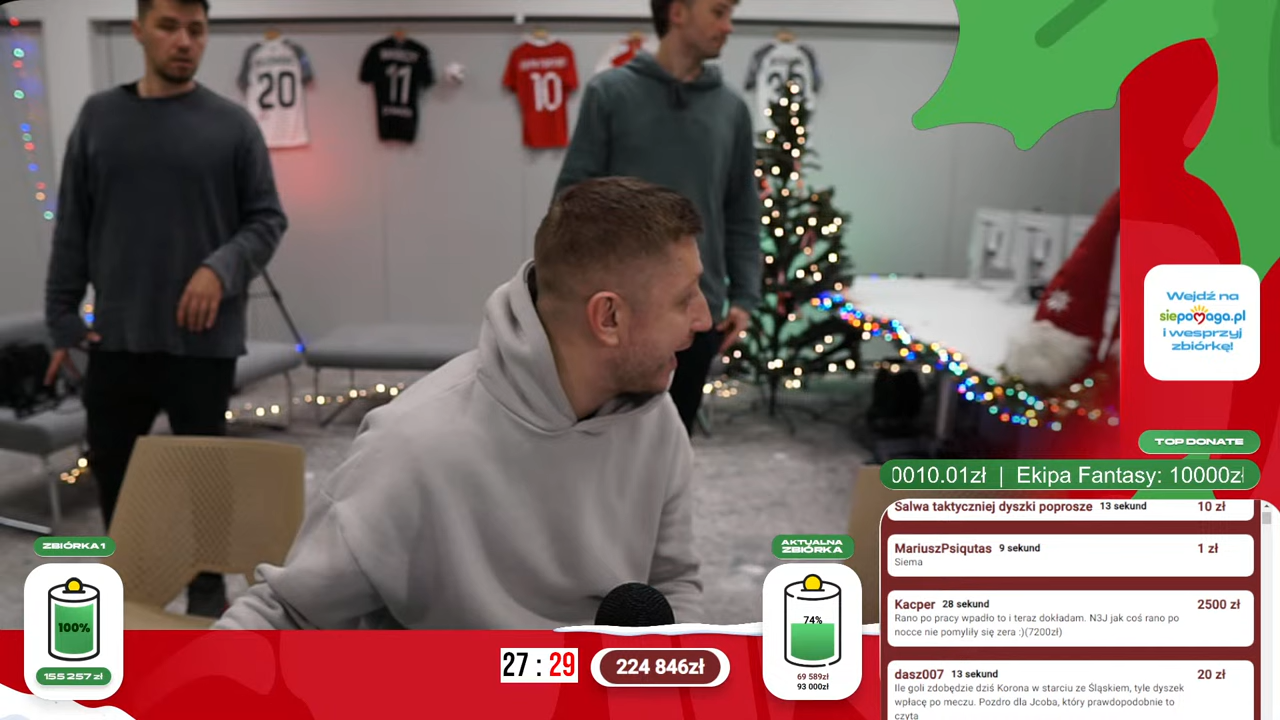 20
11
10
Wejdź na
siepomaga.pl
i wesprzyj
zbiórkę!
TOP DONATE
0010.01zł | Ekipa Fantasy: 10000zł
Salwa taktyczniej dyszki poprosze 13 sekund 10 zł
MariuszPsiqutas 9 sekund 1 zł
Siema
Kacper 28 sekund 2500 zł
Rano po pracy wpadło to i teraz dokładam. N3J jak coś rano po
nocce nie pomyliły się zera :)(7200zł)
dasz007 13 sekund 20 zł
Ile goli zdobędzie dziś Korona w starciu ze Śląskiem, tyle dyszek
wpłacę po meczu. Pozdro dla Jcoba, który prawdopodobnie to
czyta
ZBIÓRKA 1
100%
155 257 zł
27 : 29
224 846zł
AKTUALNA
ZBIÓRKA
74%
69 589zł
93 000zł